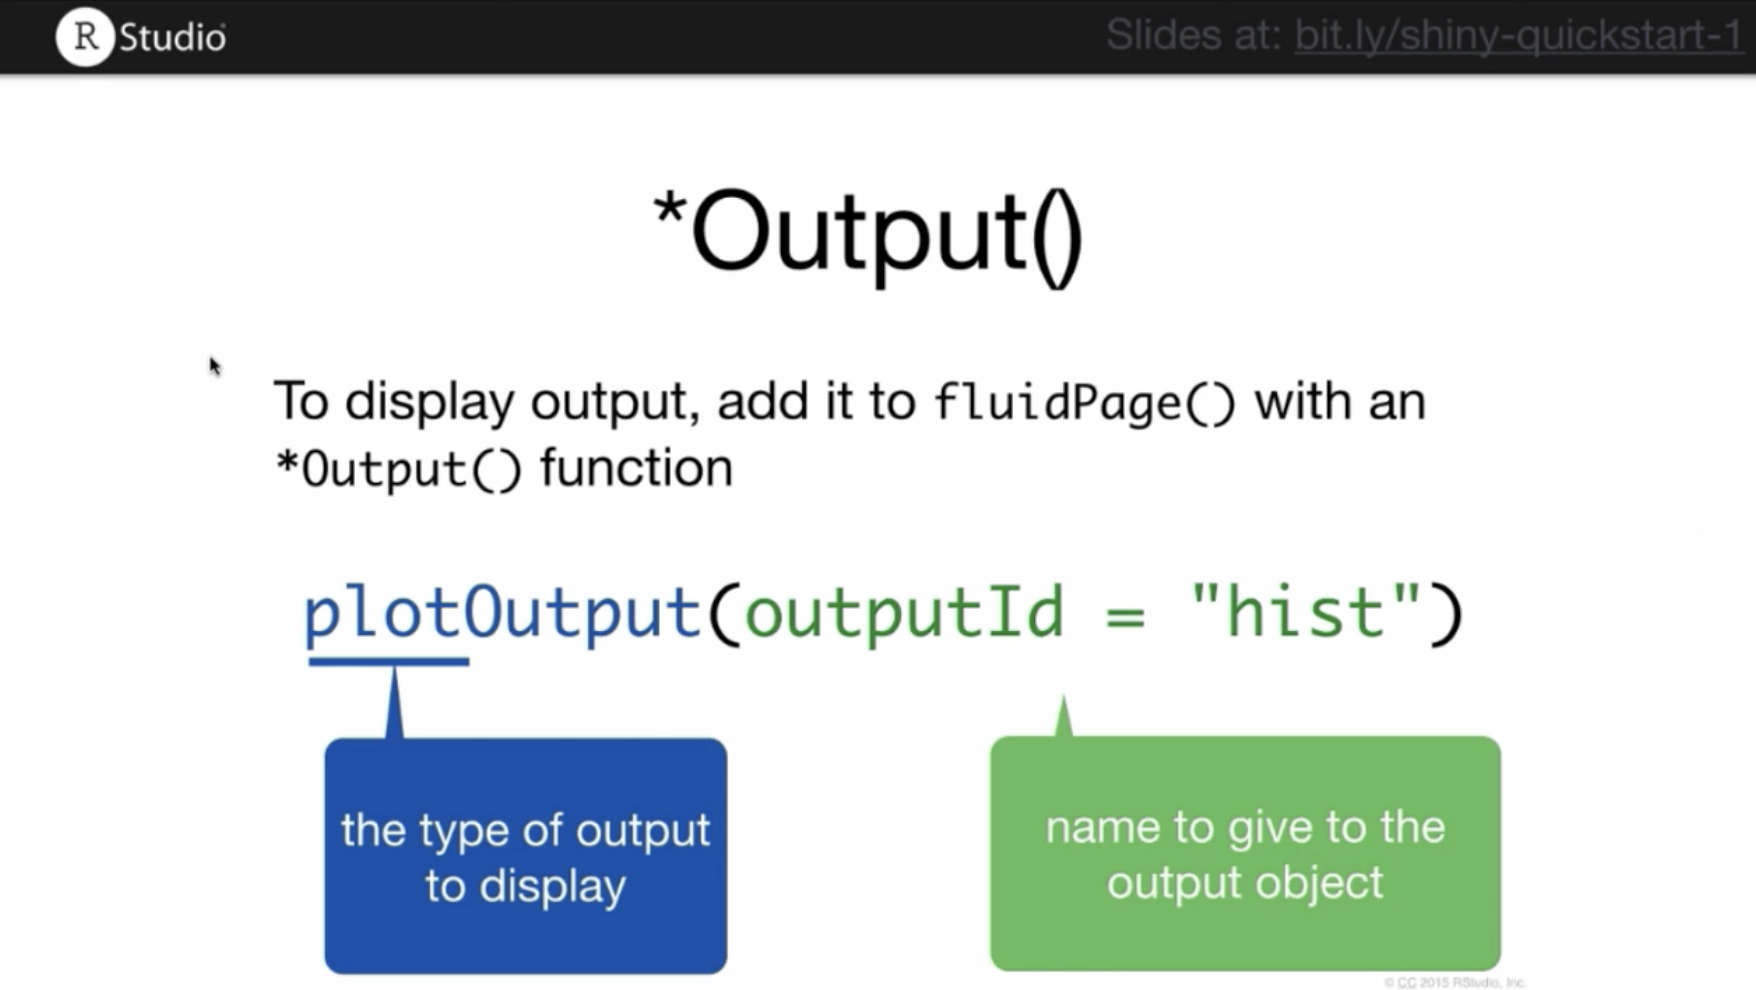 R Studio
Slides at: bit.ly/shiny-quickstart-1
*Output()
To display output, add it to fluidPage() with an
*Output() function
plotOutput(outputId = "hist")
the type of output
to display
name to give to the
output object
© CC 2015 RStudio, Inc.